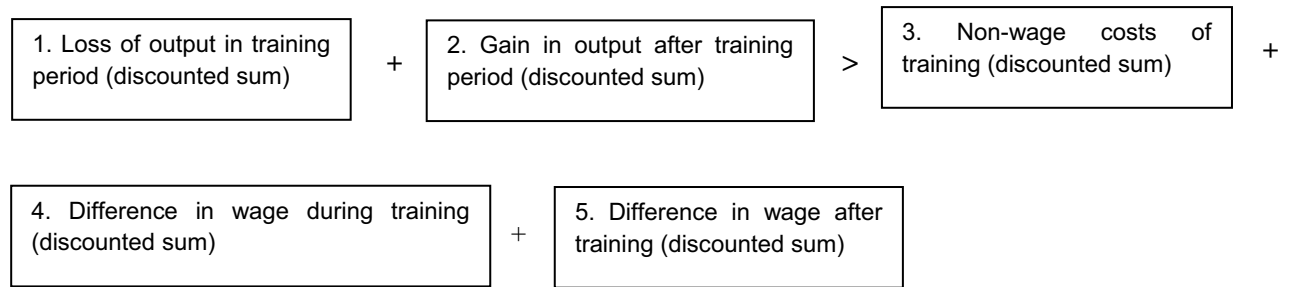 1. Loss of output in training
period (discounted sum)
+
2. Gain in output after training
period (discounted sum)
>
3. Non-wage costs of
training (discounted sum)
+
4. Difference in wage during training
(discounted sum)
+
5. Difference in wage after
training (discounted sum)